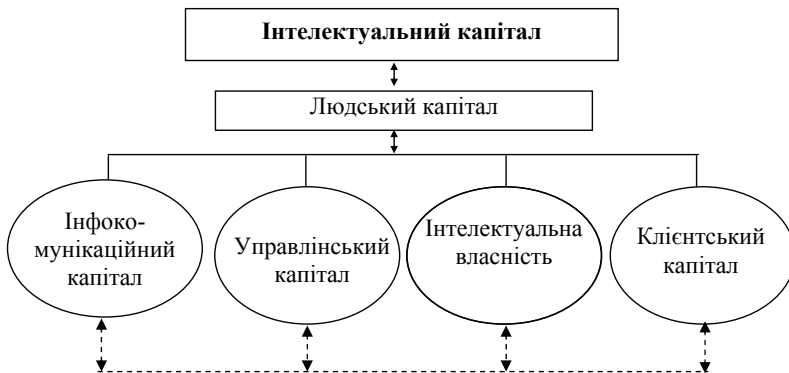 Інтелектуальний капітал
Людський капітал
Інфоко-
мунікаційний
капітал
Управлінський
капітал
Інтелектуальна
власність
Клієнтський
капітал